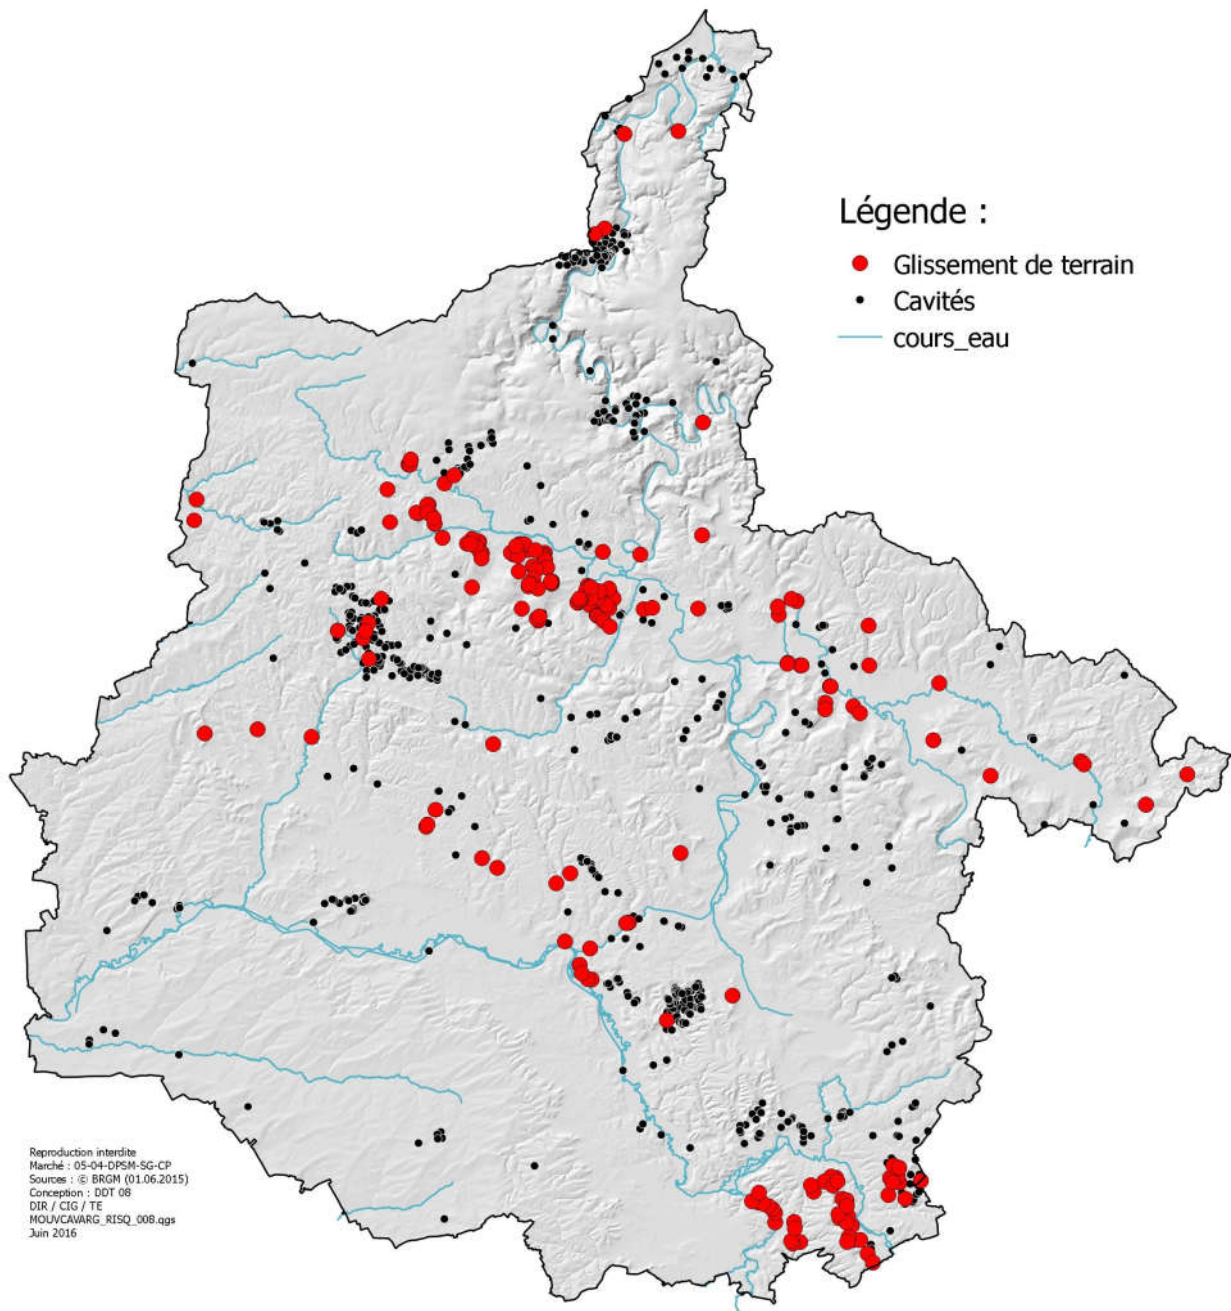 Légende :
Glissement de terrain
Cavités
cours_eau
Reproduction interdite
Marché : 05-04-DPSM-SG-CP
Sources : © BRGM (01.06.2015)
Conception : DDT 08
DIR / CIG / TE
MOUVCAVARG_RISQ_008.qgs
Juin 2016